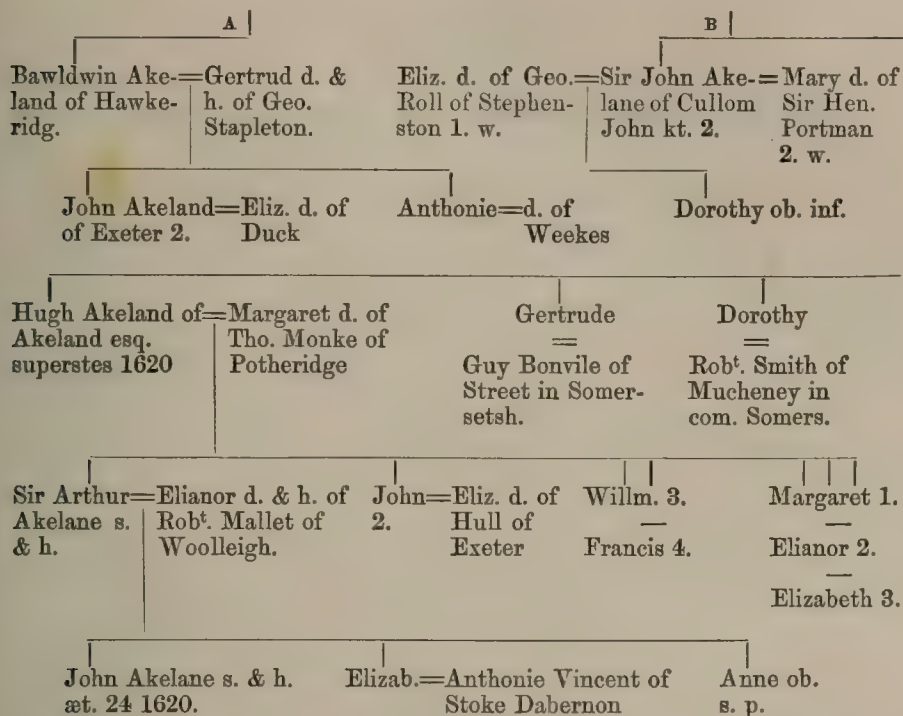 A B
Bawldwin Ake-=Gertrud d. & Eliz. d. of Geo.=Sir John Ake-=Mary d. of
land of Hawke- h. of Geo. Roll of Stephen- lane of Cullom Sir Hen.
ridg. Stapleton. ston 1. w. John kt. 2. Portman
2. w.
John Akeland=Eliz. d. of Anthonie=d. of Dorothy ob. inf.
of Exeter 2. Duck Weekes
Hugh Akeland of=Margaret d. of Gertrude Dorothy
Akeland esq. Tho. Monke of = =
superstes 1620 Potheridge Guy Bonvile of Robt. Smith of
Street in Somer- Mucheney in
setsh. com. Somers.
Sir Arthur=Elianor d. & h. of John=Eliz. d. of Willm. 3. Margaret 1.
Akelane s. Robt. Mallet of 2. Hull of — —
& h. Woolleigh. Exeter Francis 4. Elianor 2.
—
Elizabeth 3.
John Akelane s. & h. Elizab.=Anthonie Vincent of Anne ob.
æt. 24 1620. Stoke Dabernon s. p.